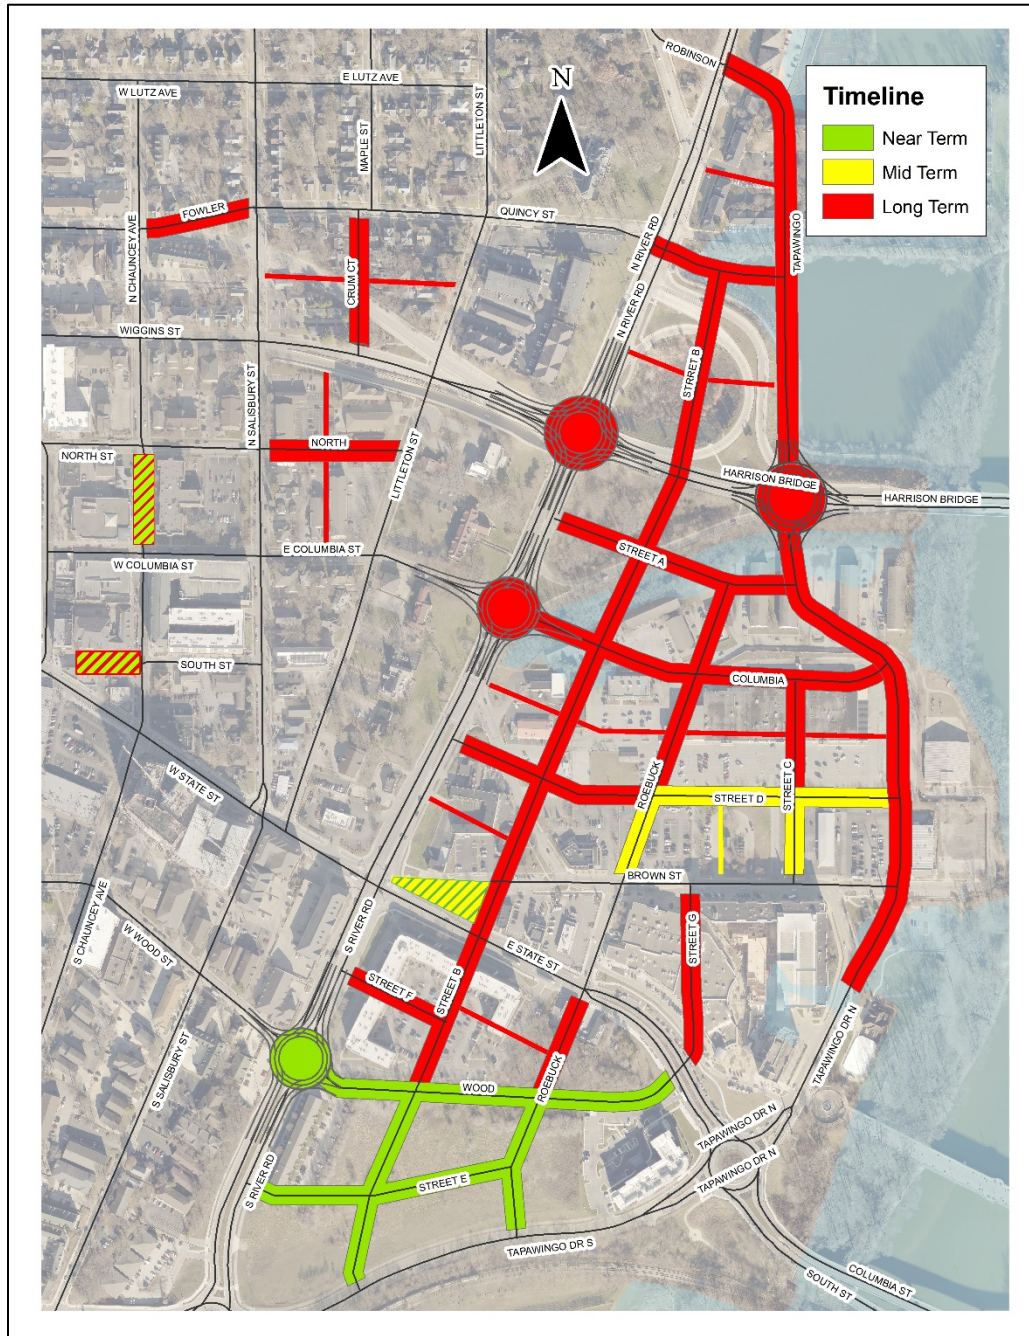 ROBINSON
E LUTZ AVE
W LUTZ AVE
LITTLETON ST
N
Timeline
Near Term
Mid Term
Long Term
MAPLE ST
FOWLER
QUINCY ST
N CHAUNCEY AVE
N RIVER RD
TAPAWINGO
CRUM CT
N RIVER RD
WIGGINS ST
STRRET B
N SALISBURY ST
NORTH
NORTH ST
LITTLETON ST
HARRISON BRIDGE
HARRISON BRIDGE
E COLUMBIA ST
STREET A
W COLUMBIA ST
SOUTH ST
COLUMBIA
W STATE ST
ROEBUCK
STREET C
STREET D
BROWN ST
S CHAUNCEY AVE
W WOOD ST
S RIVER RD
STREET G
E STATE ST
STREET B
STREET F
TAPAWINGO DR N
S SALISBURY ST
ROEBUCK
WOOD
TAPAWINGO DR N
TAPAWINGO DR N
S RIVER RD
STREET E
TAPAWINGO DR S
COLUMBIA ST
SOUTH ST